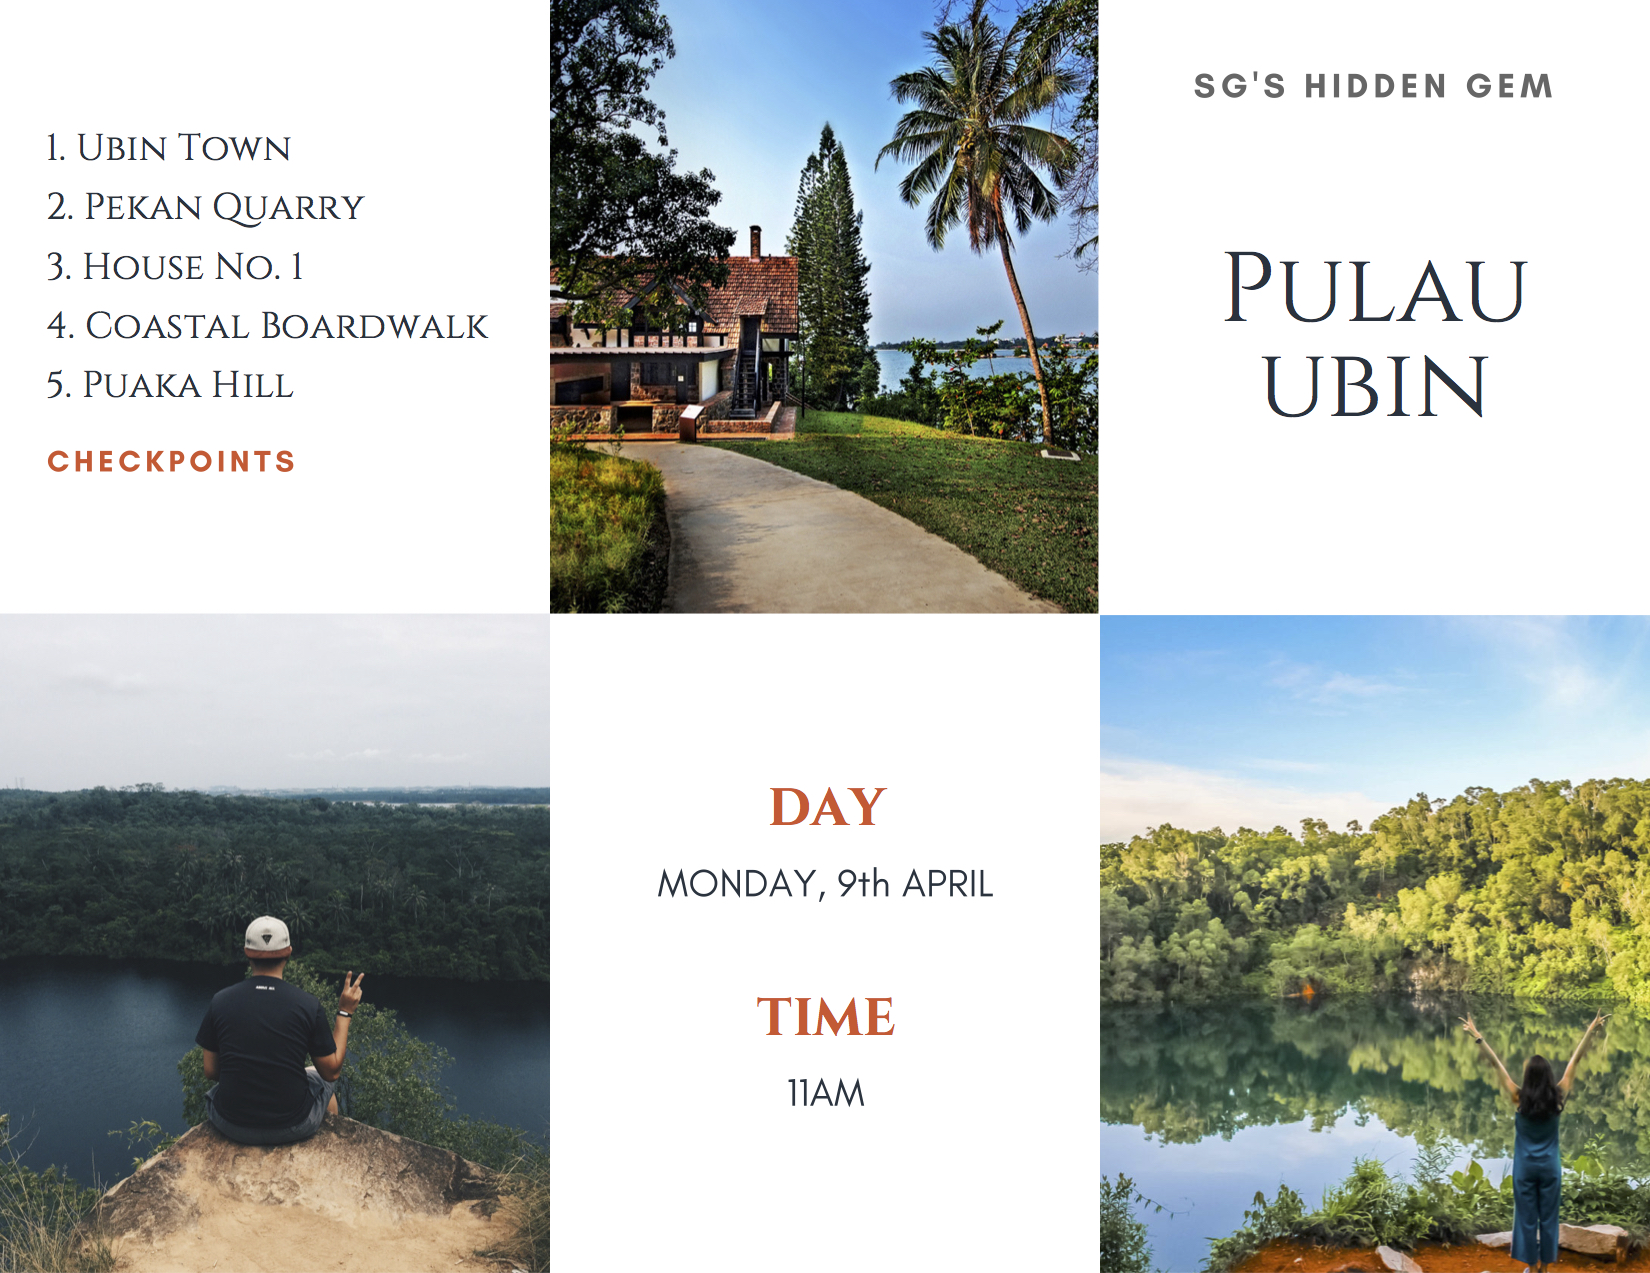 1. Ubin Town
2. Pekan Quarry
3. House No. 1
4. Coastal Boardwalk
5. Puaka Hill
CHECKPOINTS
SG'S HIDDEN GEM
Pulau
ubin
DAY
MONDAY, 9th APRIL
TIME
11AM